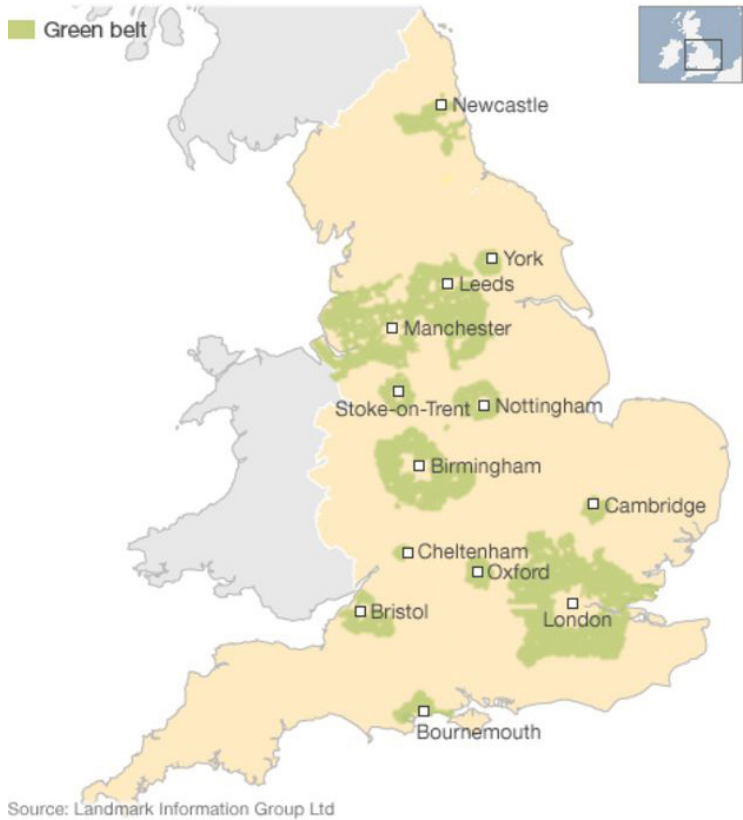 Green belt
Newcastle
York
Leeds
Manchester
Stoke-on-Trent
Nottingham
Birmingham
Cambridge
Cheltenham
Oxford
Bristol
London
Bournemouth
Source: Landmark Information Group Ltd